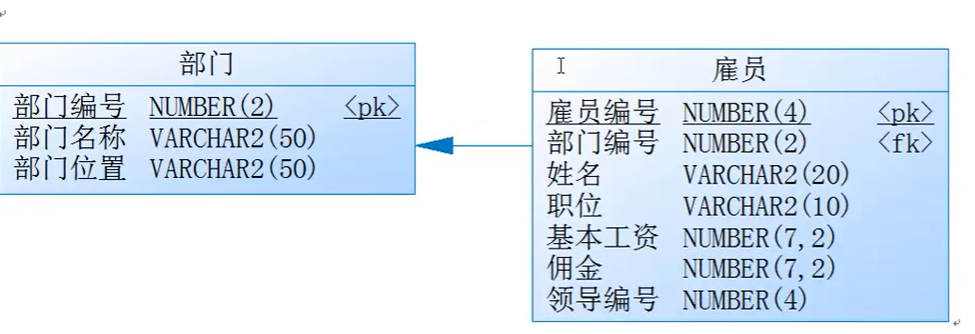 部门
部门编号 NUMBER(2) <pk>
部门名称 VARCHAR2(50)
部门位置 VARCHAR2(50)
雇员
雇员编号 NUMBER(4) <pk>
部门编号 NUMBER(2) <fk>
姓名 VARCHAR2(20)
职位 VARCHAR2(10)
基本工资 NUMBER(7,2)
佣金 NUMBER(7,2)
领导编号 NUMBER(4)